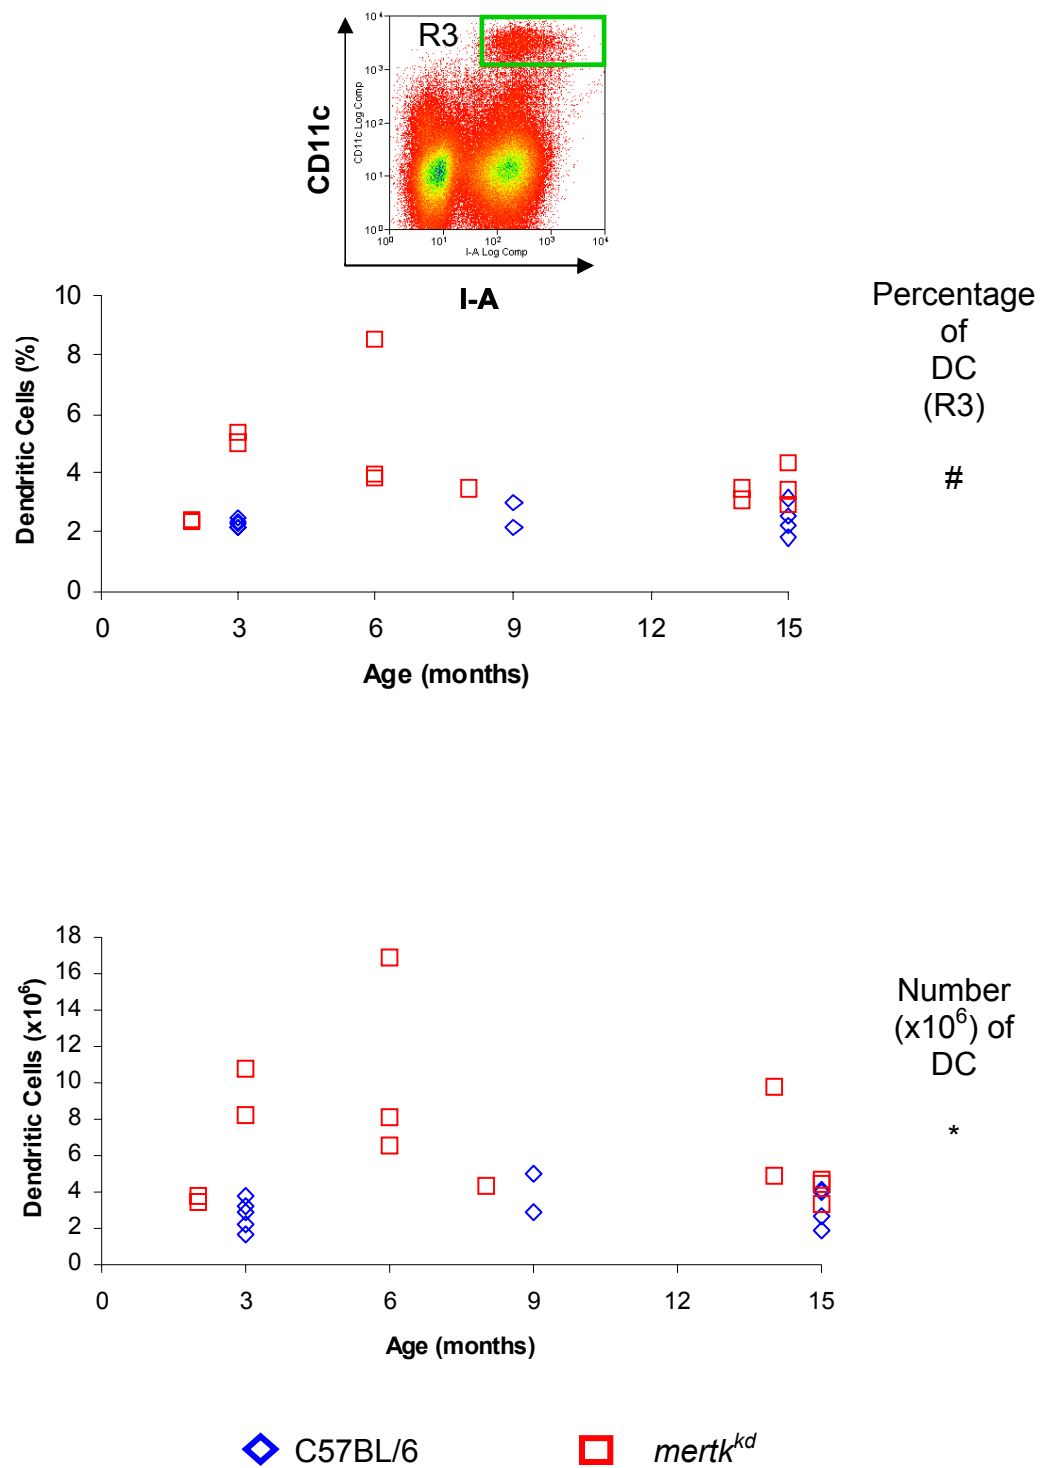 R3
CD11c
CD11c Log Comp
10⁴
10³
10²
10¹
10⁰
10⁰ 10¹ 10² 10³ 10⁴
I-A Log Comp
I-A
Dendritic Cells (%)
10
8
6
4
2
0
0 3 6 9 12 15
Age (months)
Percentage
of
DC
(R3)
#
Dendritic Cells (x10⁶)
18
16
14
12
10
8
6
4
2
0
0 3 6 9 12 15
Age (months)
Number
(x10⁶) of
DC
*
C57BL/6 mertkᵏᵈ